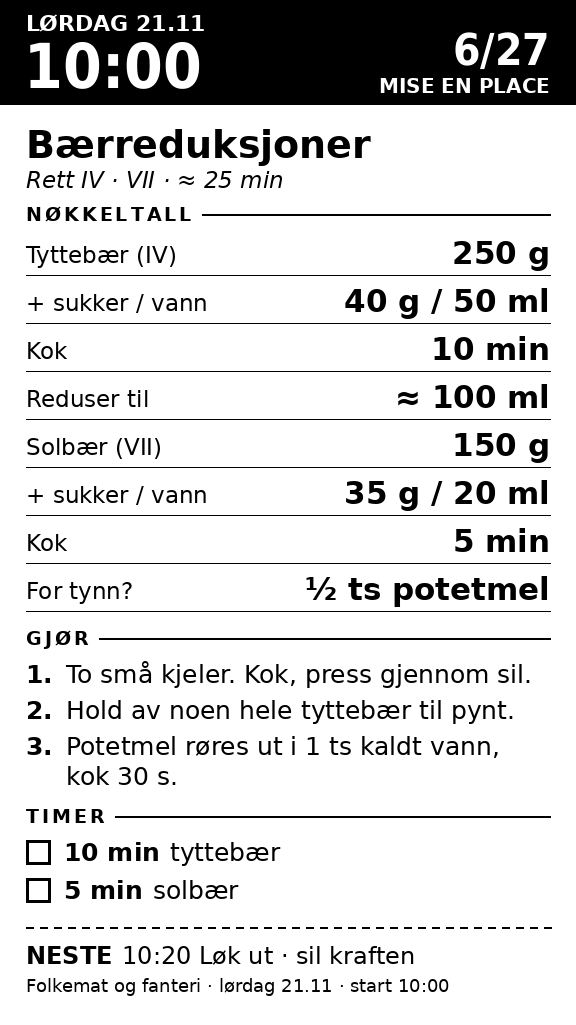 LØRDAG 21.11
10:00
6/27
MISE EN PLACE
Bærreduksjoner
Rett IV · VII · ≈ 25 min
NØKKELTALL
Tyttebær (IV) 250 g
+ sukker / vann 40 g / 50 ml
Kok 10 min
Reduser til ≈ 100 ml
Solbær (VII) 150 g
+ sukker / vann 35 g / 20 ml
Kok 5 min
For tynn? ½ ts potetmel
GJØR
1. To små kjeler. Kok, press gjennom sil.
2. Hold av noen hele tyttebær til pynt.
3. Potetmel røres ut i 1 ts kaldt vann,
kok 30 s.
TIMER
10 min tyttebær
5 min solbær
NESTE 10:20 Løk ut · sil kraften
Folkemat og fanteri · lørdag 21.11 · start 10:00